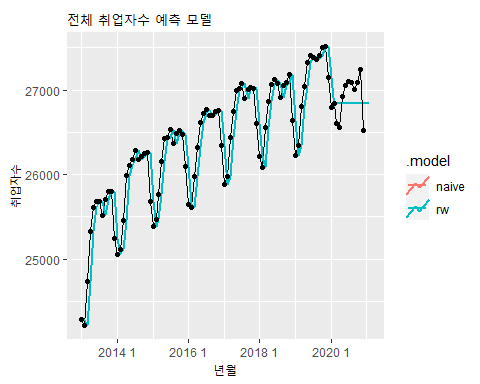 전체 취업자수 예측 모델
27000
26000
25000
취업자수
2014 1
2016 1
2018 1
2020 1
년월
.model
naive
rw